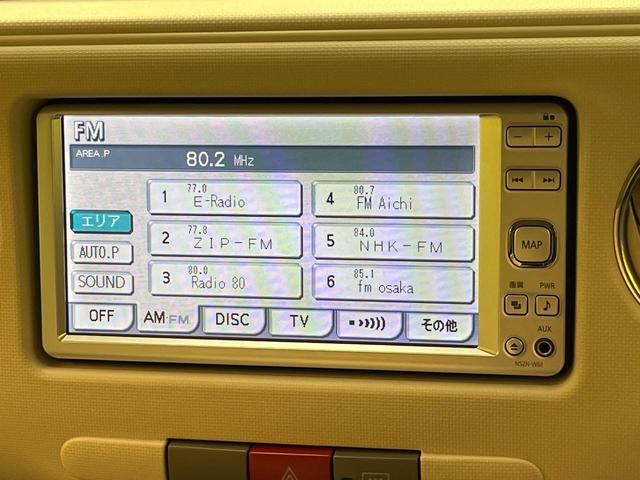 FM
AREA.P 80.2 MHz
1 77.0 E-Radio
4 80.7 FM Aichi
エリア
2 77.8 ZIP-FM
5 84.0 NHK-FM
AUTO.P
3 80.0 Radio 80
6 85.1 fm osaka
SOUND
OFF AM FM DISC TV その他
MAP
画質 PWR
AUX
NSZN-W61